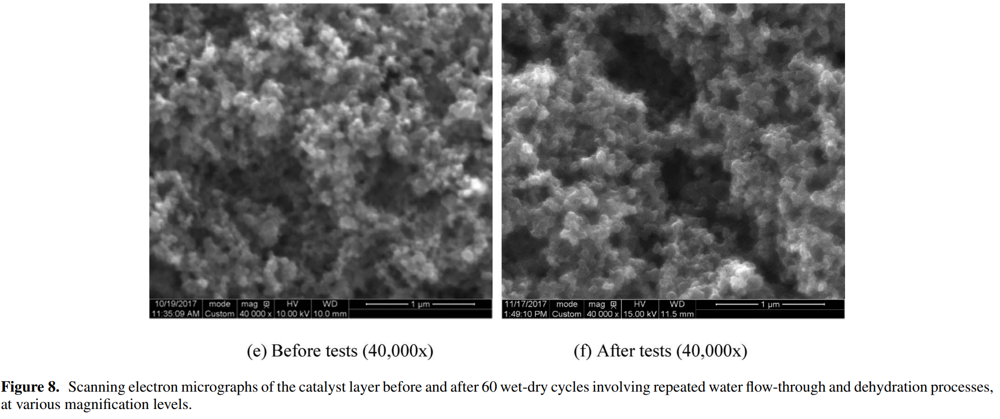 10/19/2017 mode mag HV WD 1 µm
11:35:09 AM Custom 40 000 x 10.00 kV 10.0 mm
11/17/2017 mode mag HV WD 1 µm
1:49:10 PM Custom 40 000 x 15.00 kV 11.5 mm
(e) Before tests (40,000x)
(f) After tests (40,000x)
Figure 8. Scanning electron micrographs of the catalyst layer before and after 60 wet-dry cycles involving repeated water flow-through and dehydration processes,
at various magnification levels.